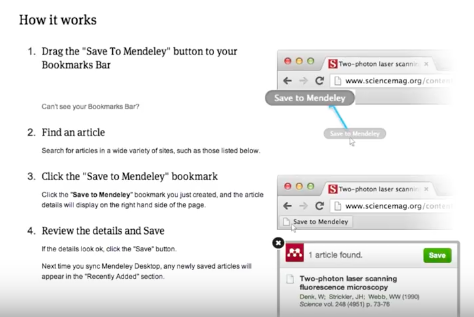 How it works
1. Drag the "Save To Mendeley" button to your
Bookmarks Bar
Can't see your Bookmarks Bar?
2. Find an article
Search for articles in a wide variety of sites, such as those listed below.
3. Click the "Save to Mendeley" bookmark
Click the "Save to Mendeley" bookmark you just created, and the article
details will display on the right hand side of the page.
4. Review the details and Save
If the details look ok, click the "Save" button.
Next time you sync Mendeley Desktop, any newly saved articles will
appear in the "Recently Added" section.
S Two-photon laser scannin
www.sciencemag.org/conten
Save to Mendeley
Save to Mendeley
S Two-photon laser scannin
www.sciencemag.org/conten
Save to Mendeley
1 article found.
Save
Two-photon laser scanning
fluorescence microscopy
Denk, W; Strickler, JH; Webb, WW (1990)
Science vol. 248 (4951) p. 73-76